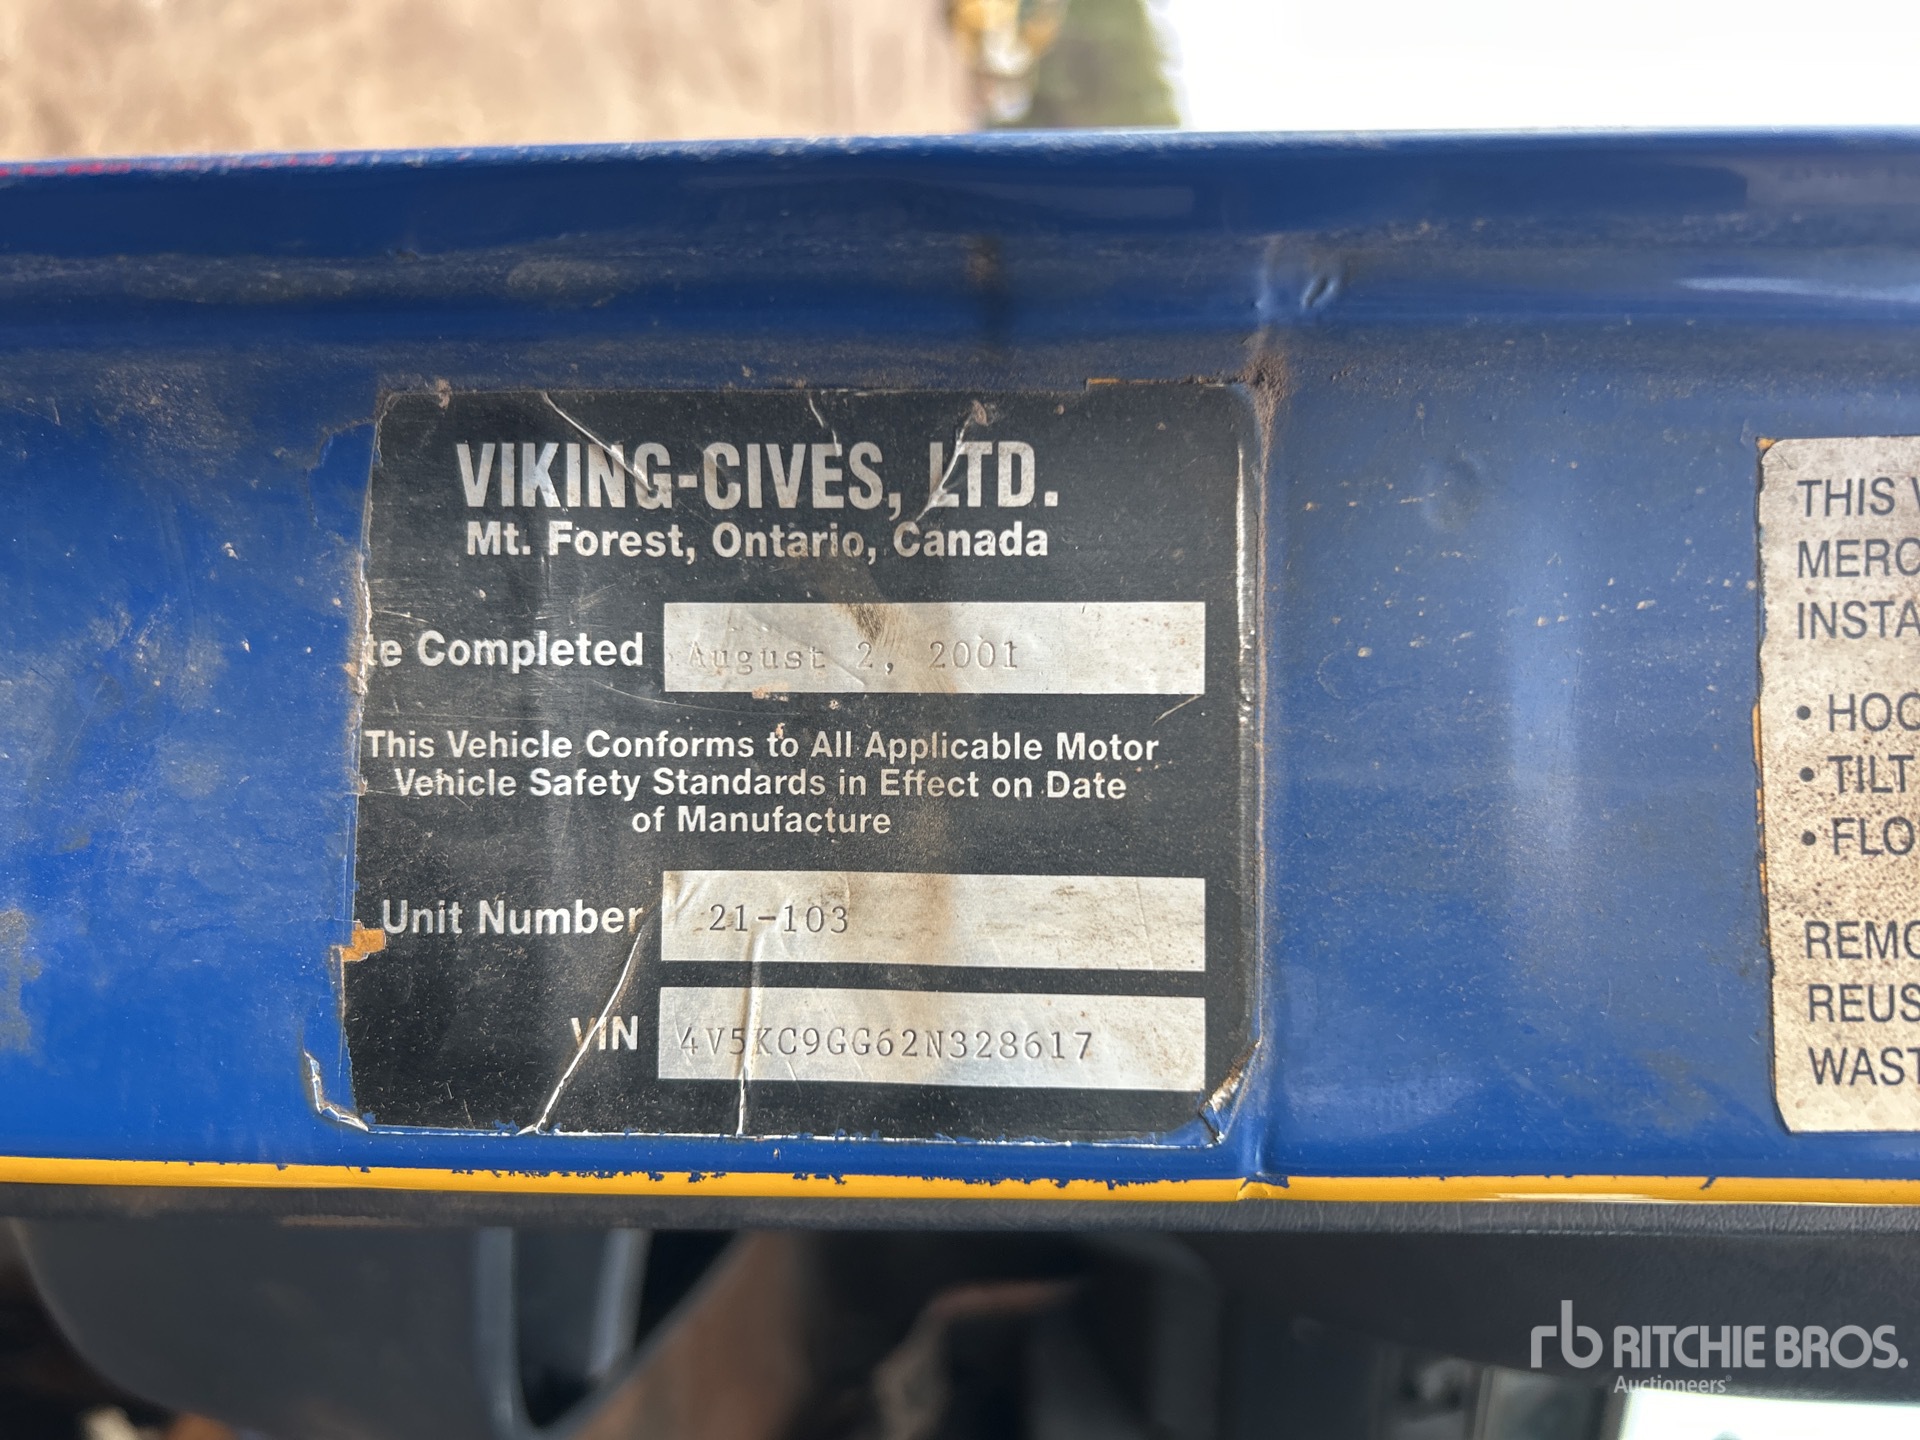 VIKING-CIVES, LTD.
Mt. Forest, Ontario, Canada
te Completed August 2, 2001
This Vehicle Conforms to All Applicable Motor
Vehicle Safety Standards in Effect on Date
of Manufacture
Unit Number 21-103
VIN 4V5KC9GG62N328617
THIS
MERC
INSTA
• HOO
• TILT
• FLO
REMO
REUS
WAST
rb RITCHIE BROS.
Auctioneers